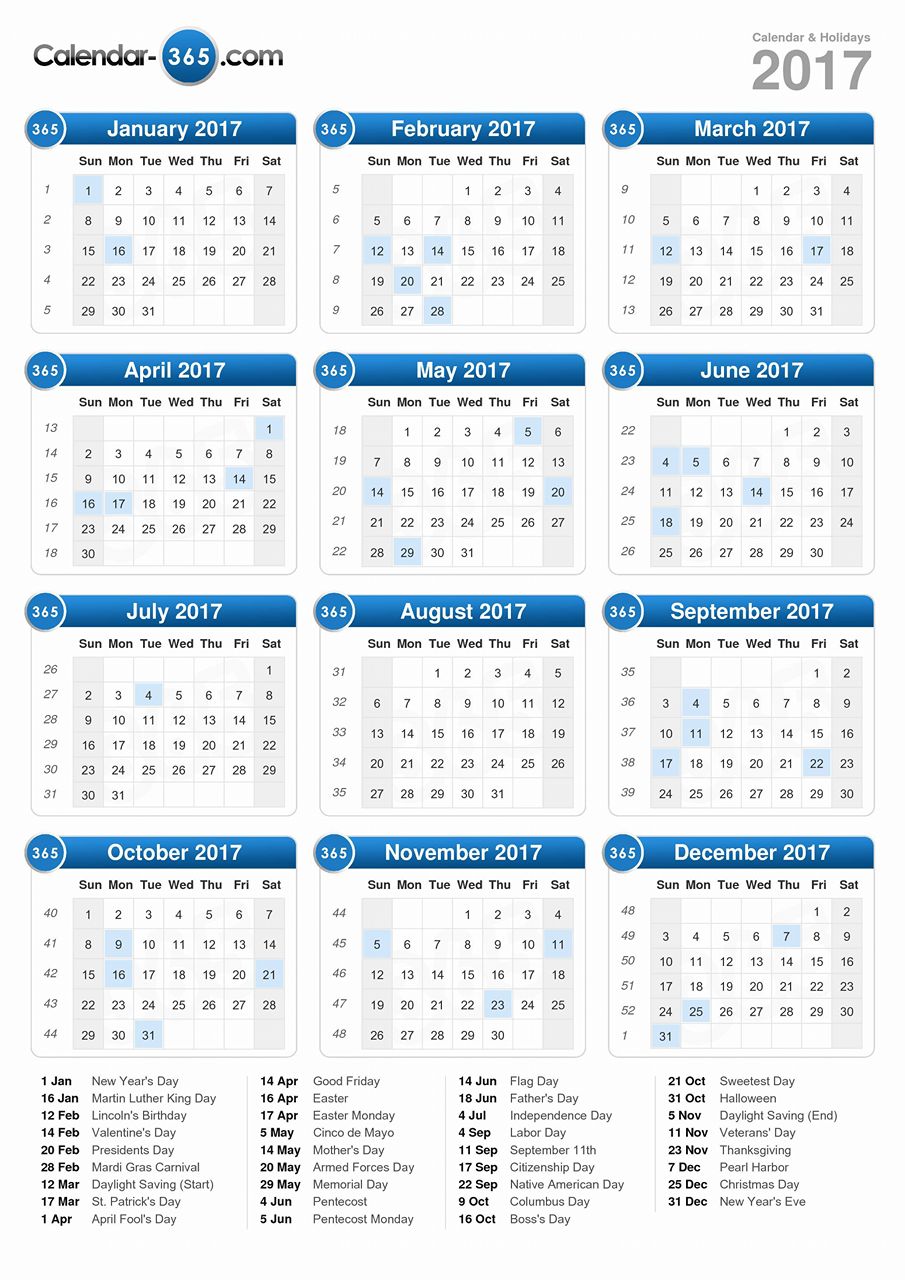 Calendar-365.com
Calendar & Holidays
2017
365 January 2017
Sun Mon Tue Wed Thu Fri Sat
1 1 2 3 4 5 6 7
2 8 9 10 11 12 13 14
3 15 16 17 18 19 20 21
4 22 23 24 25 26 27 28
5 29 30 31
365 February 2017
Sun Mon Tue Wed Thu Fri Sat
5 1 2 3 4
6 5 6 7 8 9 10 11
7 12 13 14 15 16 17 18
8 19 20 21 22 23 24 25
9 26 27 28
365 March 2017
Sun Mon Tue Wed Thu Fri Sat
9 1 2 3 4
10 5 6 7 8 9 10 11
11 12 13 14 15 16 17 18
12 19 20 21 22 23 24 25
13 26 27 28 29 30 31
365 April 2017
Sun Mon Tue Wed Thu Fri Sat
13 1
14 2 3 4 5 6 7 8
15 9 10 11 12 13 14 15
16 16 17 18 19 20 21 22
17 23 24 25 26 27 28 29
18 30
365 May 2017
Sun Mon Tue Wed Thu Fri Sat
18 1 2 3 4 5 6
19 7 8 9 10 11 12 13
20 14 15 16 17 18 19 20
21 21 22 23 24 25 26 27
22 28 29 30 31
365 June 2017
Sun Mon Tue Wed Thu Fri Sat
22 1 2 3
23 4 5 6 7 8 9 10
24 11 12 13 14 15 16 17
25 18 19 20 21 22 23 24
26 25 26 27 28 29 30
365 July 2017
Sun Mon Tue Wed Thu Fri Sat
26 1
27 2 3 4 5 6 7 8
28 9 10 11 12 13 14 15
29 16 17 18 19 20 21 22
30 23 24 25 26 27 28 29
31 30 31
365 August 2017
Sun Mon Tue Wed Thu Fri Sat
31 1 2 3 4 5
32 6 7 8 9 10 11 12
33 13 14 15 16 17 18 19
34 20 21 22 23 24 25 26
35 27 28 29 30 31
365 September 2017
Sun Mon Tue Wed Thu Fri Sat
35 1 2
36 3 4 5 6 7 8 9
37 10 11 12 13 14 15 16
38 17 18 19 20 21 22 23
39 24 25 26 27 28 29 30
365 October 2017
Sun Mon Tue Wed Thu Fri Sat
40 1 2 3 4 5 6 7
41 8 9 10 11 12 13 14
42 15 16 17 18 19 20 21
43 22 23 24 25 26 27 28
44 29 30 31
365 November 2017
Sun Mon Tue Wed Thu Fri Sat
44 1 2 3 4
45 5 6 7 8 9 10 11
46 12 13 14 15 16 17 18
47 19 20 21 22 23 24 25
48 26 27 28 29 30
365 December 2017
Sun Mon Tue Wed Thu Fri Sat
48 1 2
49 3 4 5 6 7 8 9
50 10 11 12 13 14 15 16
51 17 18 19 20 21 22 23
52 24 25 26 27 28 29 30
1 31
1 Jan New Year's Day
16 Jan Martin Luther King Day
12 Feb Lincoln's Birthday
14 Feb Valentine's Day
20 Feb Presidents Day
28 Feb Mardi Gras Carnival
12 Mar Daylight Saving (Start)
17 Mar St. Patrick's Day
1 Apr April Fool's Day
14 Apr Good Friday
16 Apr Easter
17 Apr Easter Monday
5 May Cinco de Mayo
14 May Mother's Day
20 May Armed Forces Day
29 May Memorial Day
4 Jun Pentecost
5 Jun Pentecost Monday
14 Jun Flag Day
18 Jun Father's Day
4 Jul Independence Day
4 Sep Labor Day
11 Sep September 11th
17 Sep Citizenship Day
22 Sep Native American Day
9 Oct Columbus Day
16 Oct Boss's Day
21 Oct Sweetest Day
31 Oct Halloween
5 Nov Daylight Saving (End)
11 Nov Veterans' Day
23 Nov Thanksgiving
7 Dec Pearl Harbor
25 Dec Christmas Day
31 Dec New Year's Eve